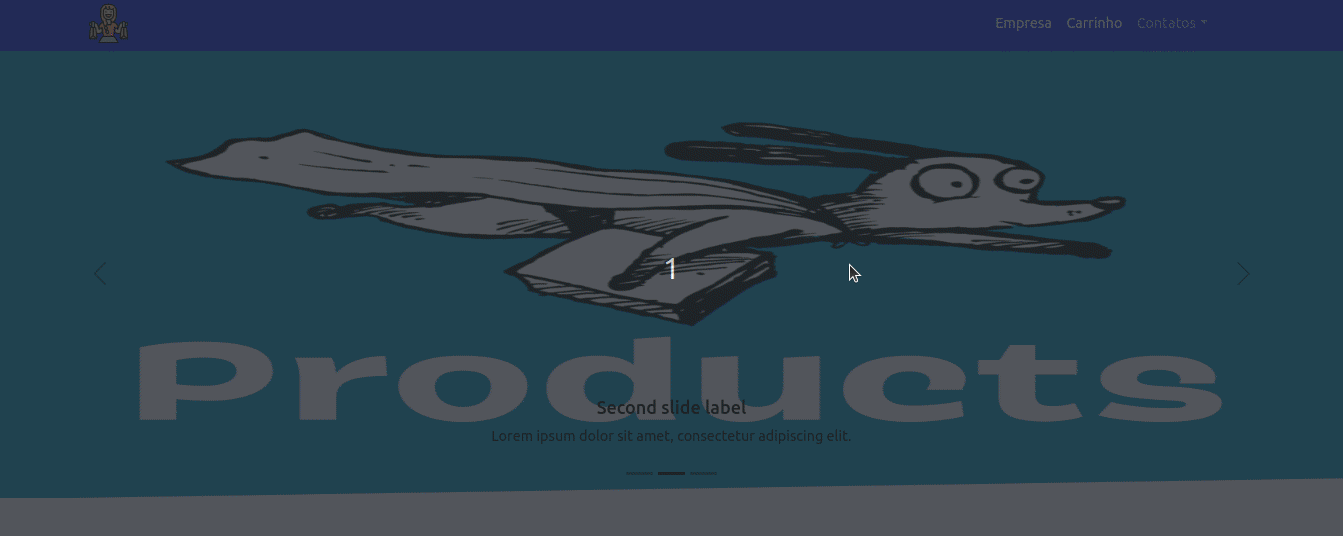 Empresa Carrinho Contatos
1
Products
Second slide label
Lorem ipsum dolor sit amet, consectetur adipiscing elit.